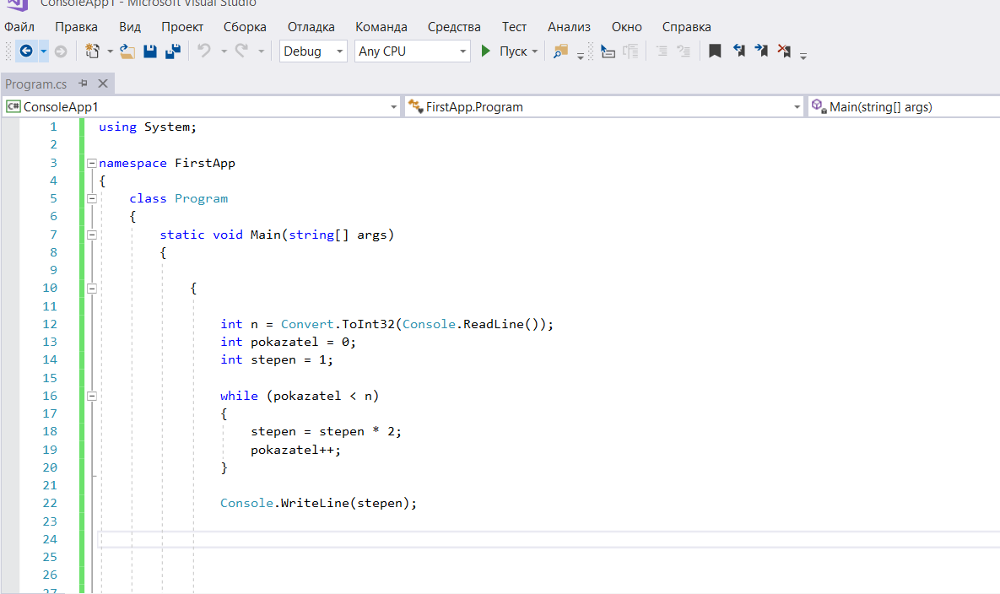 ConsoleApp1 - Microsoft Visual Studio
Файл Правка Вид Проект Сборка Отладка Команда Средства Тест Анализ Окно Справка
Debug Any CPU Пуск
Program.cs
C# ConsoleApp1 FirstApp.Program Main(string[] args)
1 using System;
2
3 namespace FirstApp
4 {
5 class Program
6 {
7 static void Main(string[] args)
8 {
9
10 {
11
12 int n = Convert.ToInt32(Console.ReadLine());
13 int pokazatel = 0;
14 int stepen = 1;
15
16 while (pokazatel < n)
17 {
18 stepen = stepen * 2;
19 pokazatel++;
20 }
21
22 Console.WriteLine(stepen);
23
24
25
26
27